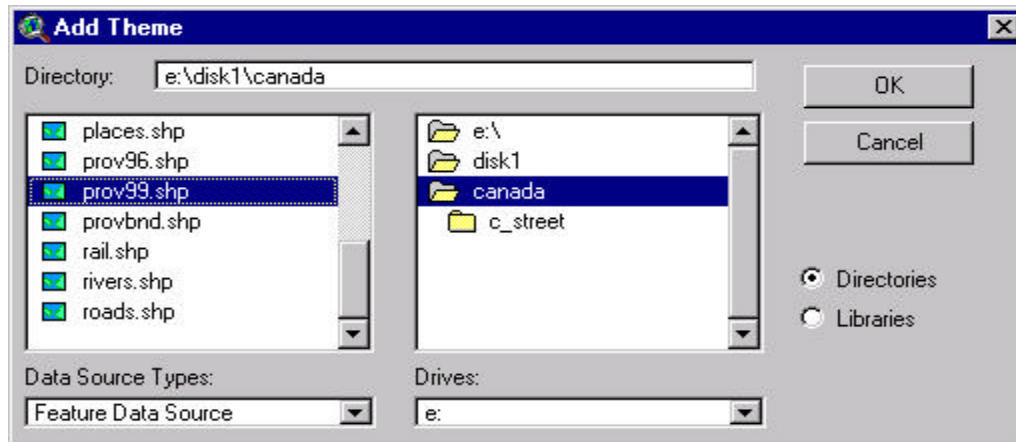 Add Theme
Directory: e:\disk1\canada
OK
Cancel
places.shp
prov96.shp
prov99.shp
provbnd.shp
rail.shp
rivers.shp
roads.shp
e:\
disk1
canada
c_street
Directories
Libraries
Data Source Types:
Feature Data Source
Drives:
e: